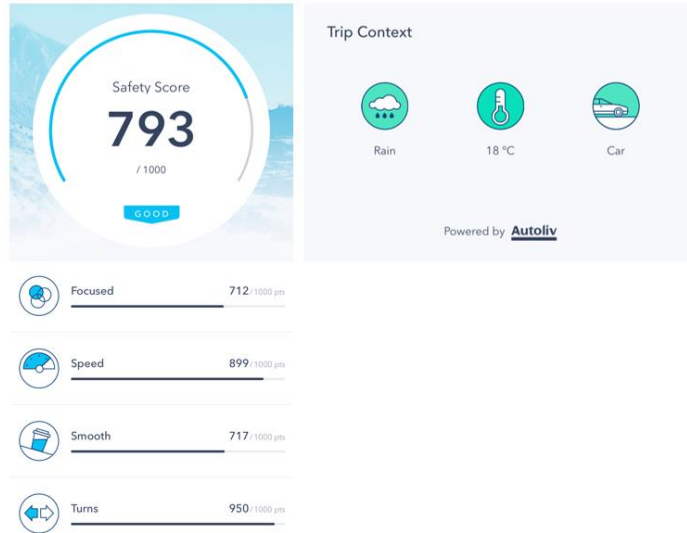 Safety Score
793
/ 1000
GOOD
Trip Context
Rain
18 °C
Car
Powered by Autoliv
Focused 712/1000 pts
Speed 899/1000 pts
Smooth 717/1000 pts
Turns 950/1000 pts